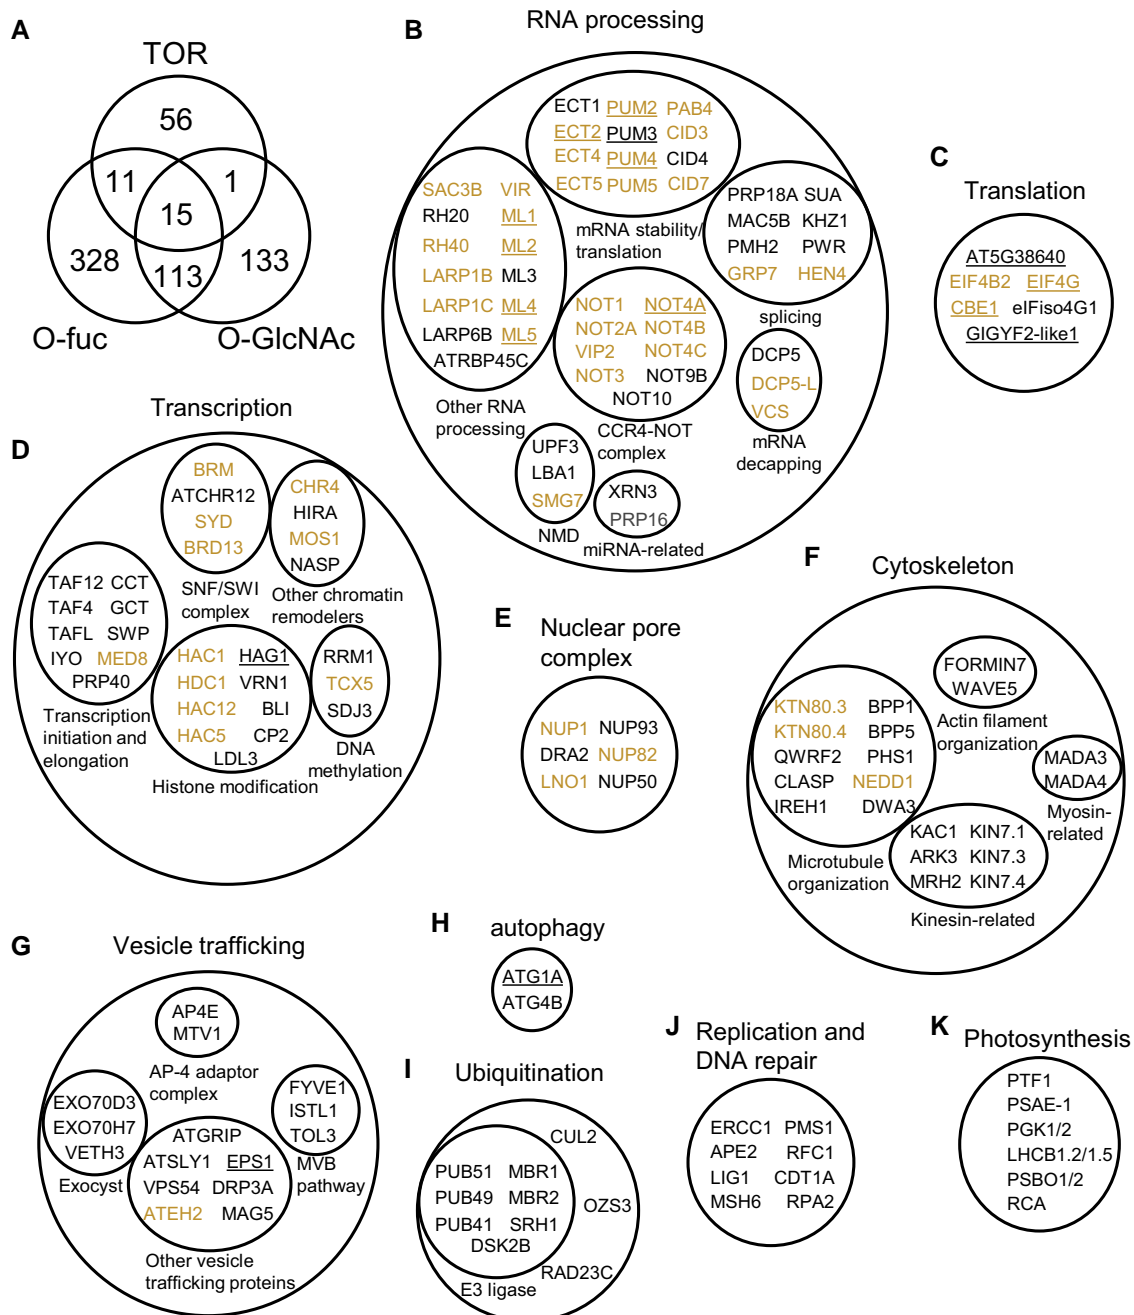 A
TOR
56
11
1
15
328
113
133
O-fuc
O-GlcNAc
B
RNA processing
ECT1 PUM2 PAB4
ECT2 PUM3 CID3
ECT4 PUM4 CID4
ECT5 PUM5 CID7
mRNA stability/
translation
SAC3B VIR
RH20 ML1
RH40 ML2
LARP1B ML3
LARP1C ML4
LARP6B ML5
ATRBP45C
Other RNA
processing
PRP18A SUA
MAC5B KHZ1
PMH2 PWR
GRP7 HEN4
splicing
NOT1 NOT4A
NOT2A NOT4B
VIP2 NOT4C
NOT3 NOT9B
NOT10
CCR4-NOT
complex
DCP5
DCP5-L
VCS
mRNA
decapping
UPF3
LBA1
SMG7
NMD
XRN3
PRP16
miRNA-related
C
Translation
AT5G38640
EIF4B2 EIF4G
CBE1 eIFiso4G1
GIGYF2-like1
D
Transcription
BRM
ATCHR12
SYD
BRD13
SNF/SWI
complex
CHR4
HIRA
MOS1
NASP
Other chromatin
remodelers
TAF12 CCT
TAF4 GCT
TAFL SWP
IYO MED8
PRP40
Transcription
initiation and
elongation
HAC1 HAG1
HDC1 VRN1
HAC12 BLI
HAC5 CP2
LDL3
Histone modification
RRM1
TCX5
SDJ3
DNA
methylation
E
Nuclear pore
complex
NUP1 NUP93
DRA2 NUP82
LNO1 NUP50
F
Cytoskeleton
FORMIN7
WAVE5
Actin filament
organization
KTN80.3 BPP1
KTN80.4 BPP5
QWRF2 PHS1
CLASP NEDD1
IREH1 DWA3
Microtubule
organization
MADA3
MADA4
Myosin-
related
KAC1 KIN7.1
ARK3 KIN7.3
MRH2 KIN7.4
Kinesin-related
G
Vesicle trafficking
AP4E
MTV1
AP-4 adaptor
complex
EXO70D3
EXO70H7
VETH3
Exocyst
FYVE1
ISTL1
TOL3
MVB
pathway
ATGRIP
ATSLY1 EPS1
VPS54 DRP3A
ATEH2 MAG5
Other vesicle
trafficking proteins
H
autophagy
ATG1A
ATG4B
I
Ubiquitination
CUL2
OZS3
RAD23C
PUB51 MBR1
PUB49 MBR2
PUB41 SRH1
DSK2B
E3 ligase
J
Replication and
DNA repair
ERCC1 PMS1
APE2 RFC1
LIG1 CDT1A
MSH6 RPA2
K
Photosynthesis
PTF1
PSAE-1
PGK1/2
LHCB1.2/1.5
PSBO1/2
RCA